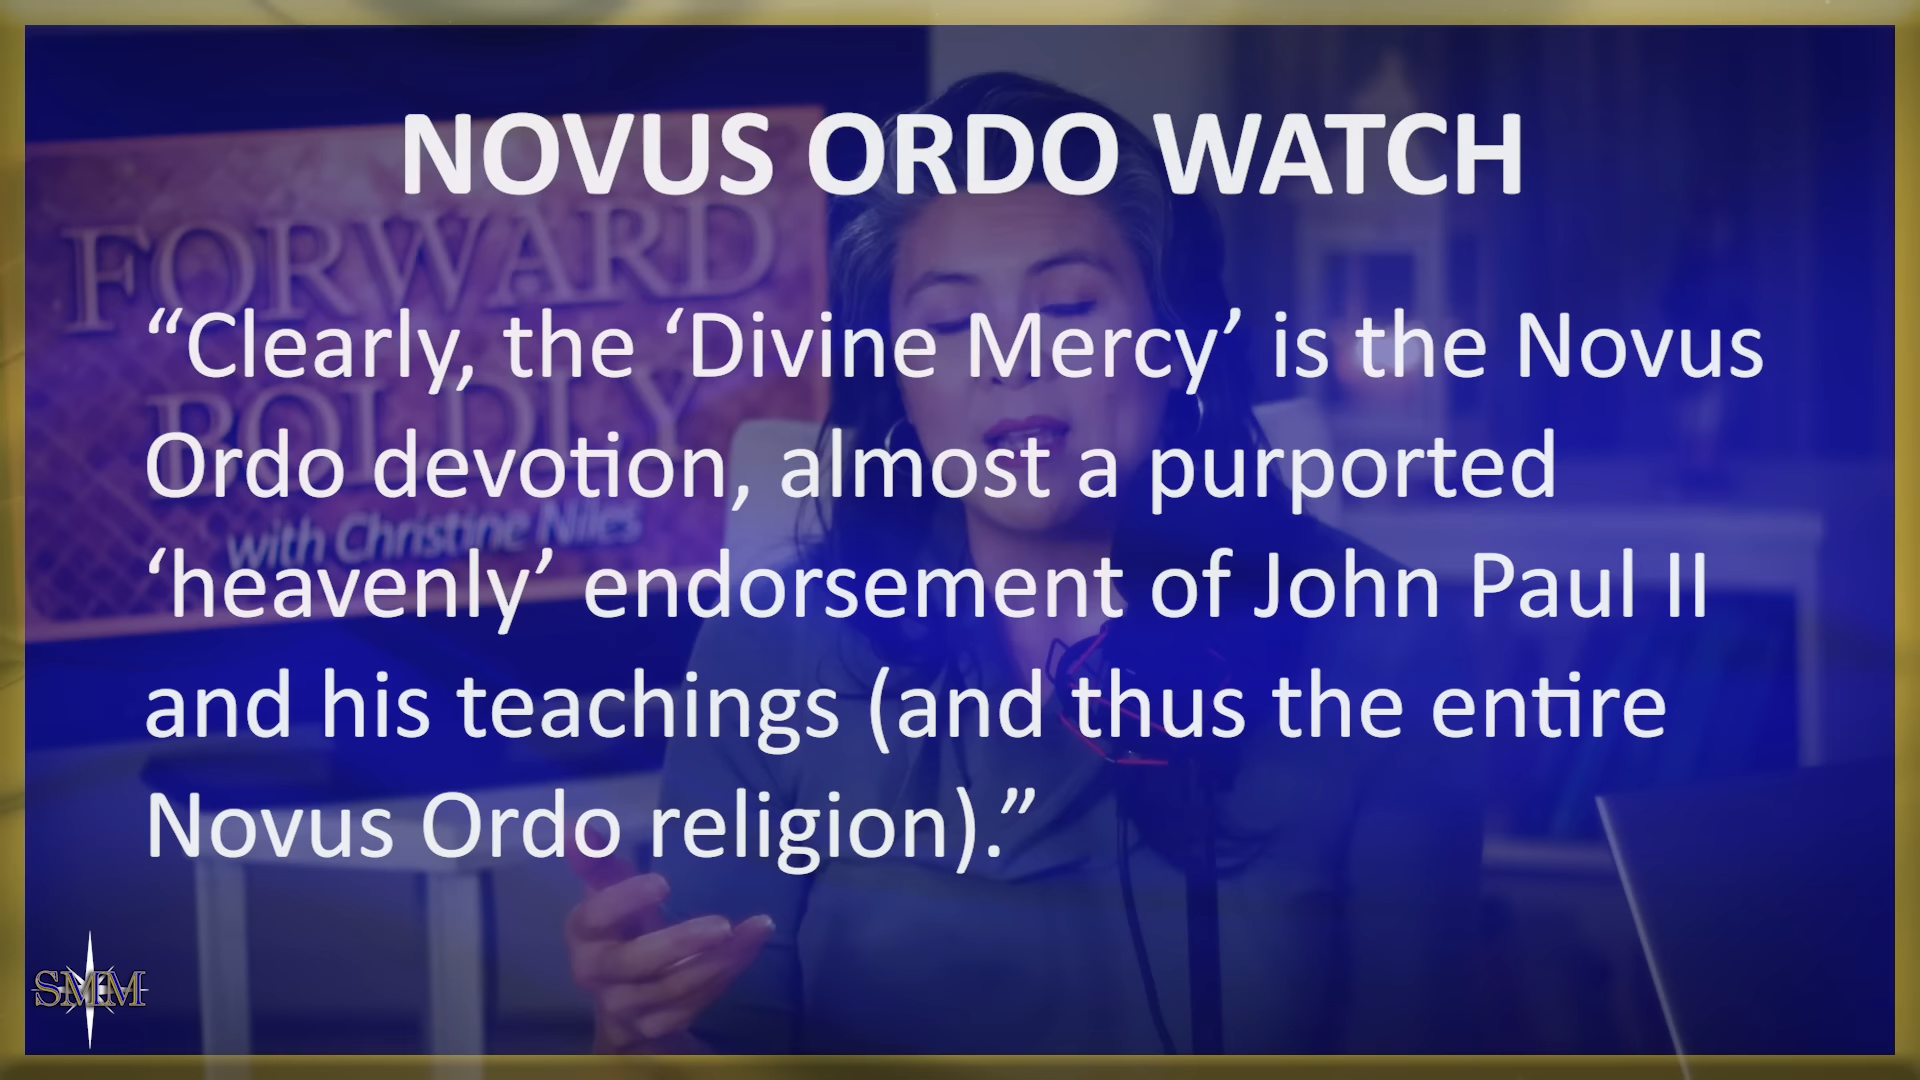 NOVUS ORDO WATCH
“Clearly, the ‘Divine Mercy’ is the Novus
Ordo devotion, almost a purported
‘heavenly’ endorsement of John Paul II
and his teachings (and thus the entire
Novus Ordo religion).”
FORWARD
BOLDLY
with Christine Niles
SMM